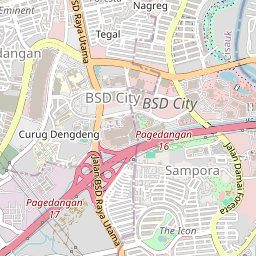 Eminent
Nagreg
Tegal
dangan
BSD Raya Utama
Cisauk
BSD City
BSD City
Curug Dengdeng
Pagedangan
16
Jalan BSD Raya Utama
Jalan Damai Foresta
Sampora
Pagedangan
17
The Icon